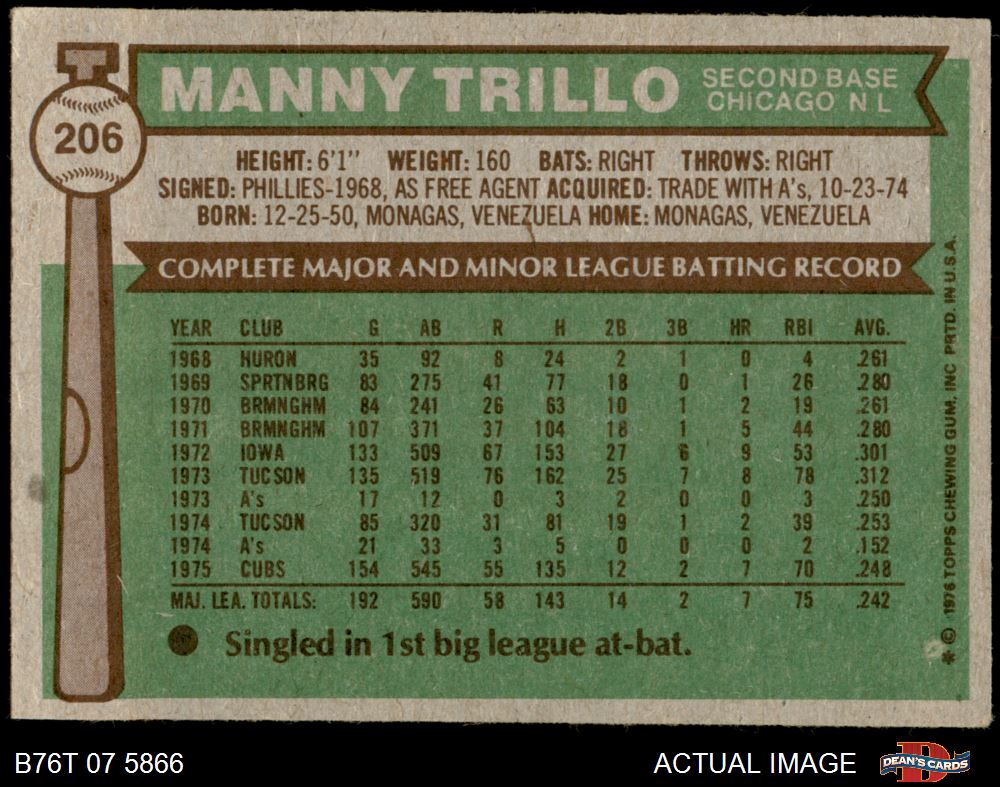 206
MANNY TRILLO
SECOND BASE
CHICAGO N L
HEIGHT: 6'1" WEIGHT: 160 BATS: RIGHT THROWS: RIGHT
SIGNED: PHILLIES-1968, AS FREE AGENT ACQUIRED: TRADE WITH A's, 10-23-74
BORN: 12-25-50, MONAGAS, VENEZUELA HOME: MONAGAS, VENEZUELA
COMPLETE MAJOR AND MINOR LEAGUE BATTING RECORD
YEAR CLUB G AB R H 2B 3B HR RBI AVG.
1968 HURON 35 92 8 24 2 1 0 4 .261
1969 SPRTNBRG 83 275 41 77 18 0 1 26 .280
1970 BRMNGHM 84 241 26 63 10 1 2 19 .261
1971 BRMNGHM 107 371 37 104 18 1 5 44 .280
1972 IOWA 133 509 67 153 27 6 9 53 .301
1973 TUCSON 135 519 76 162 25 7 8 78 .312
1973 A's 17 12 0 3 2 0 0 3 .250
1974 TUCSON 85 320 31 81 19 1 2 39 .253
1974 A's 21 33 3 5 0 0 0 2 .152
1975 CUBS 154 545 55 135 12 2 7 70 .248
MAJ. LEA. TOTALS: 192 590 58 143 14 2 7 75 .242
Singled in 1st big league at-bat.
* © 1976 TOPPS CHEWING GUM, INC PRTD. IN U.S.A.
B76T 07 5866
ACTUAL IMAGE
DEAN'S CARDS